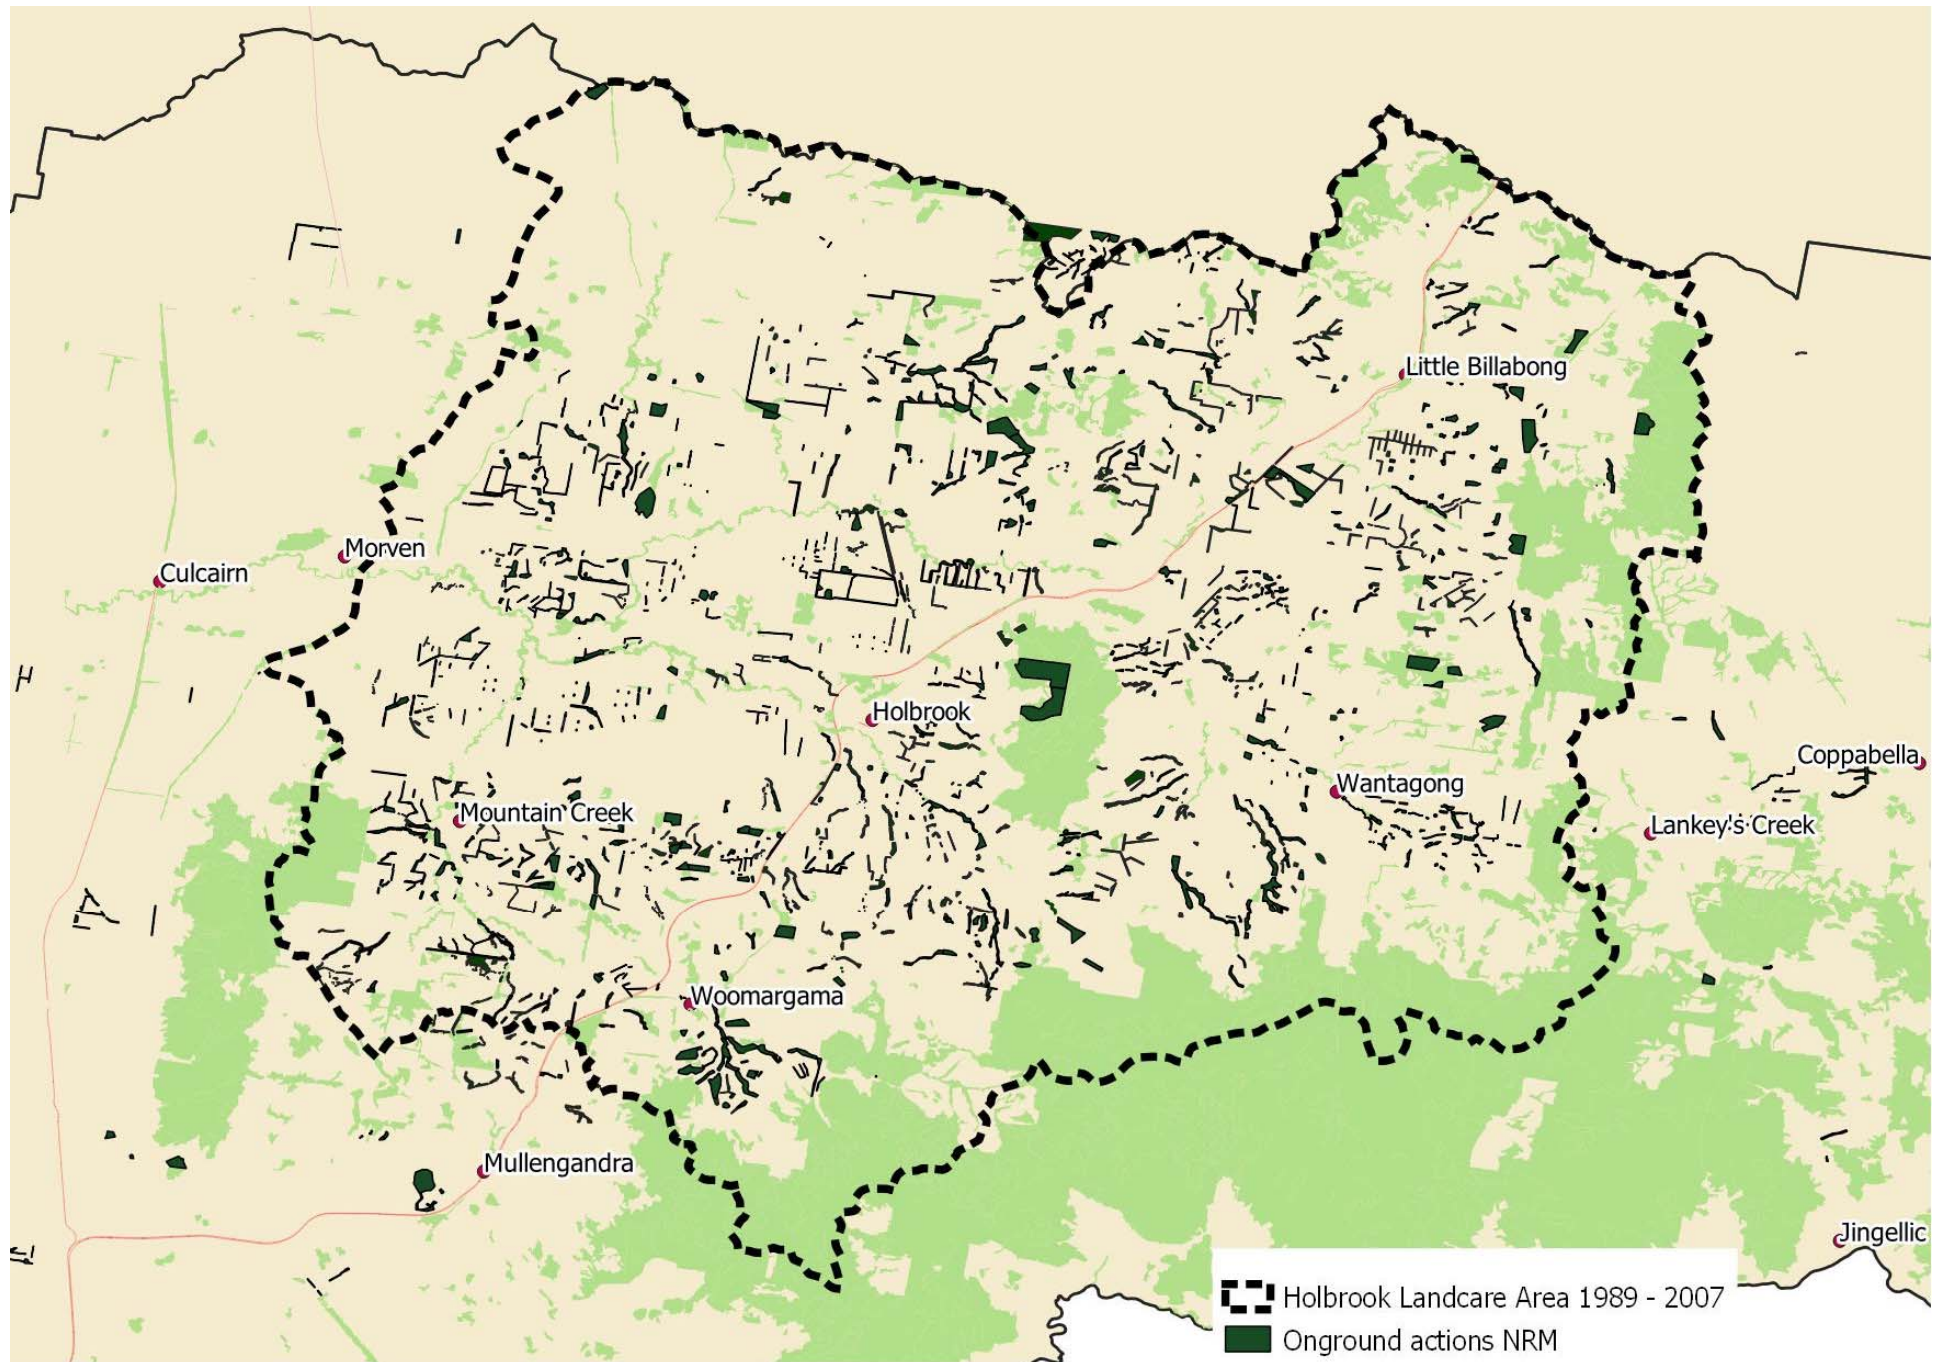 Little Billabong
Morven
Culcairn
Holbrook
Coppabella
Wantagong
Mountain Creek
Lankey's Creek
Woomargama
Mullengandra
Jingellic
Holbrook Landcare Area 1989 - 2007
Onground actions NRM